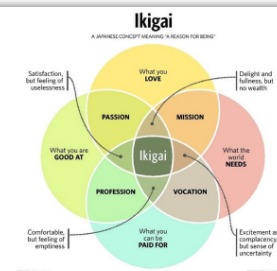 Ikigai
A JAPANESE CONCEPT MEANING "A REASON FOR BEING"
Satisfaction,
but feeling of
uselessness
What you
LOVE
Delight and
fullness, but
no wealth
PASSION
MISSION
What you are
GOOD AT
Ikigai
What the
world
NEEDS
PROFESSION
VOCATION
Comfortable,
but feeling of
emptiness
What you
can be
PAID FOR
Excitement a
complacency,
but sense of
uncertainty